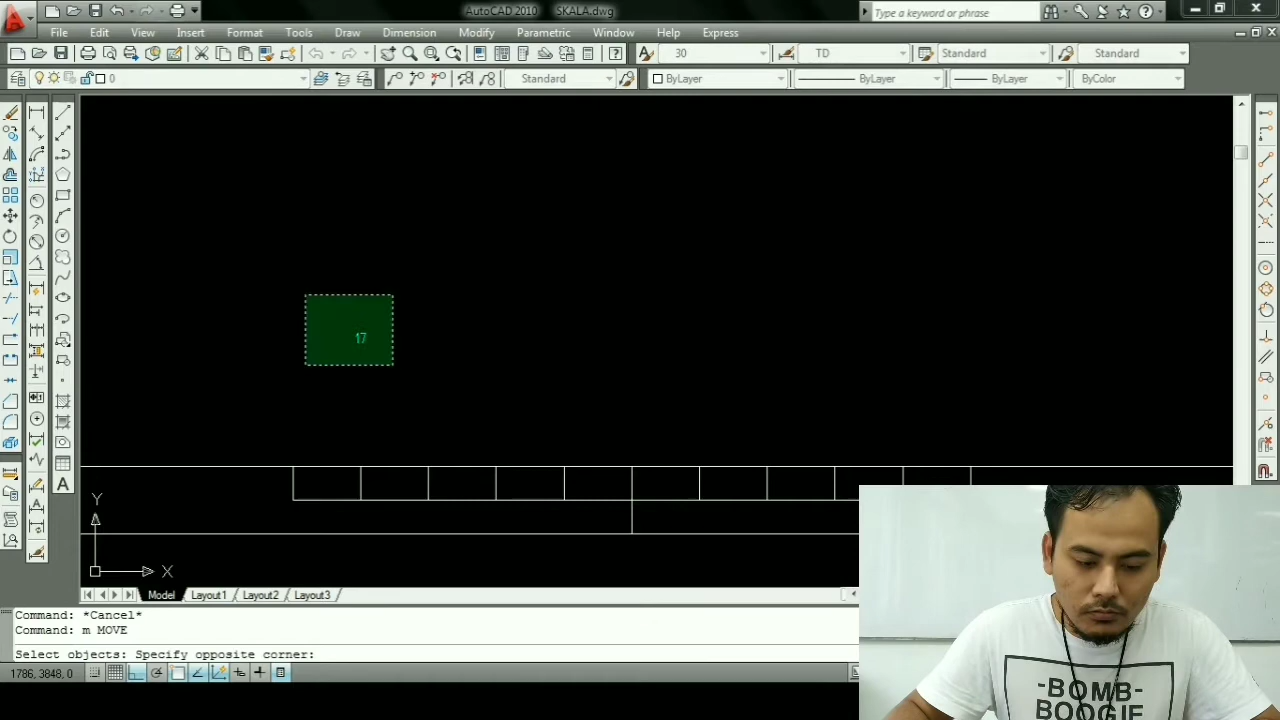 AutoCAD 2010 SKALA.dwg
Type a keyword or phrase
File Edit View Insert Format Tools Draw Dimension Modify Parametric Window Help Express
30 TD Standard Standard
0 Standard ByLayer ByLayer ByLayer ByColor
17
Y
X
Model Layout1 Layout2 Layout3
Command: *Cancel*
Command: m MOVE
Select objects: Specify opposite corner:
1786, 3848, 0
-BOMB-
BOOGIE